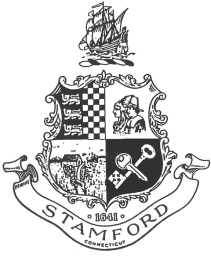 · 1641 ·
STAMFORD
CONNECTICUT